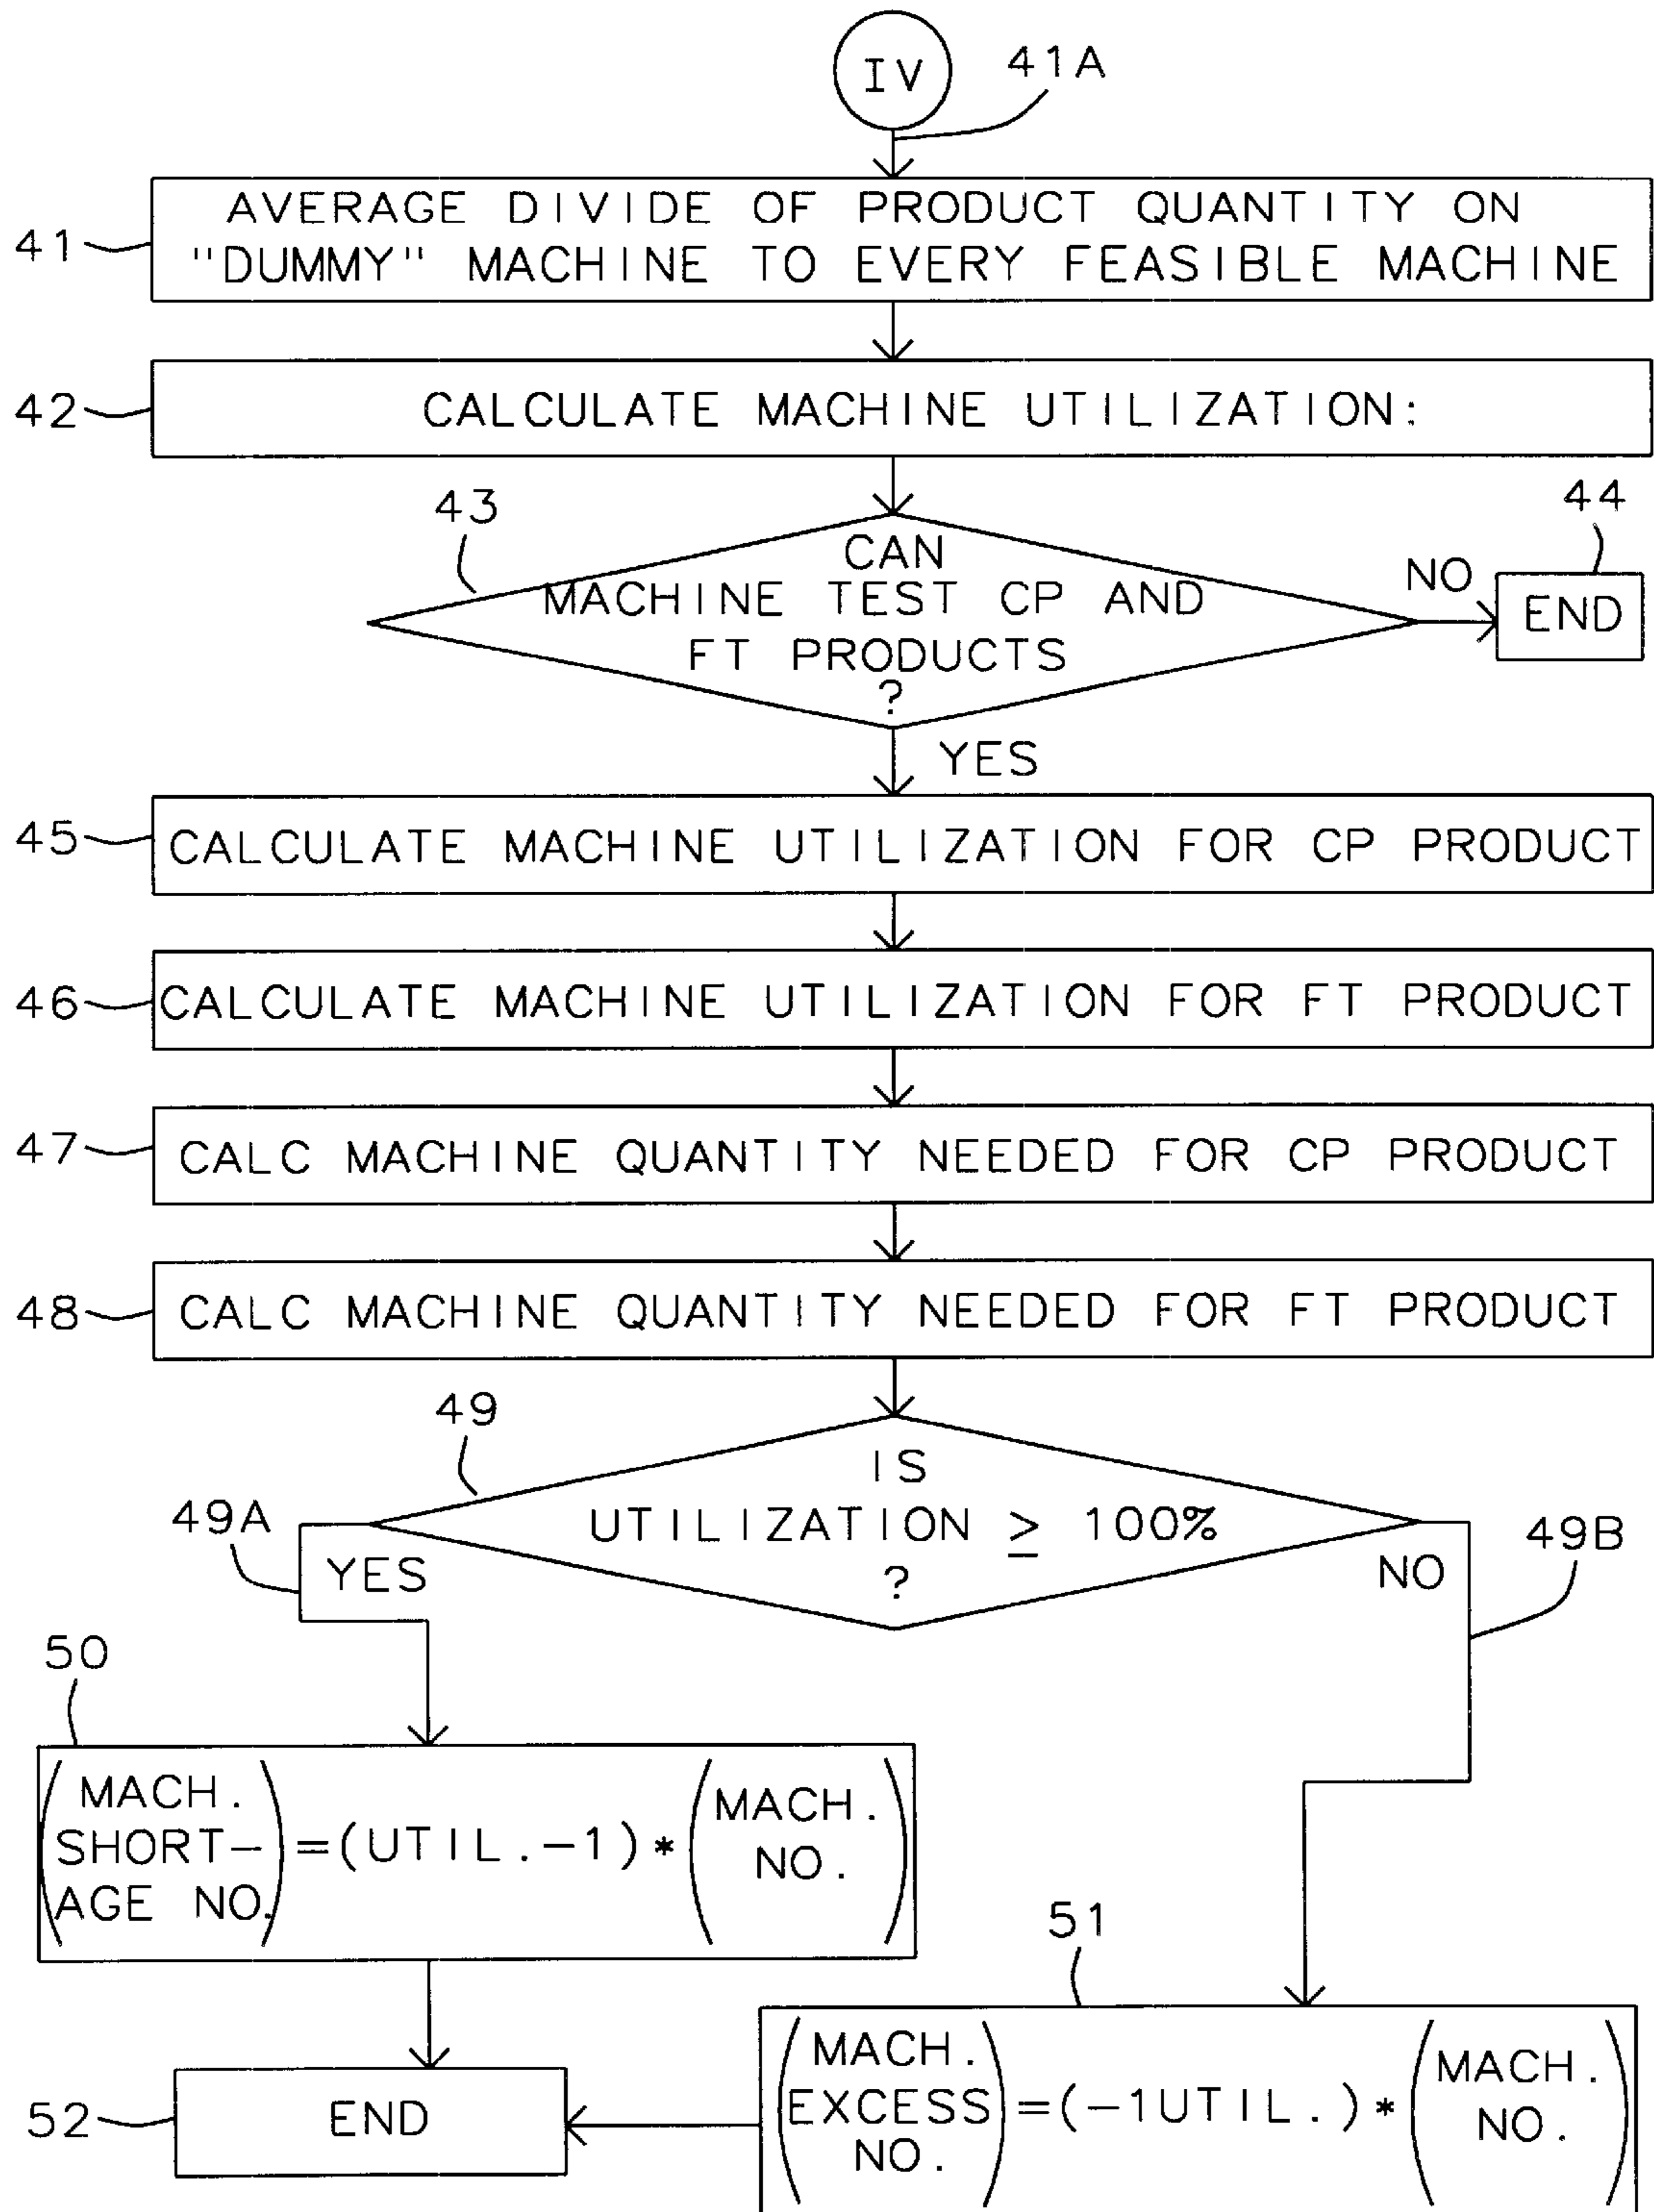 IV
41A
41
AVERAGE DIVIDE OF PRODUCT QUANTITY ON
"DUMMY" MACHINE TO EVERY FEASIBLE MACHINE
42
CALCULATE MACHINE UTILIZATION:
43
CAN
MACHINE TEST CP AND
FT PRODUCTS
?
NO
44
END
YES
45
CALCULATE MACHINE UTILIZATION FOR CP PRODUCT
46
CALCULATE MACHINE UTILIZATION FOR FT PRODUCT
47
CALC MACHINE QUANTITY NEEDED FOR CP PRODUCT
48
CALC MACHINE QUANTITY NEEDED FOR FT PRODUCT
49
IS
UTILIZATION ≥ 100%
?
49A
YES
NO
49B
50
(MACH.
SHORT-
AGE NO.)
=(UTIL.-1)*
(MACH.
NO.)
51
(MACH.
EXCESS
NO.)
=(-1UTIL.)*
(MACH.
NO.)
52
END